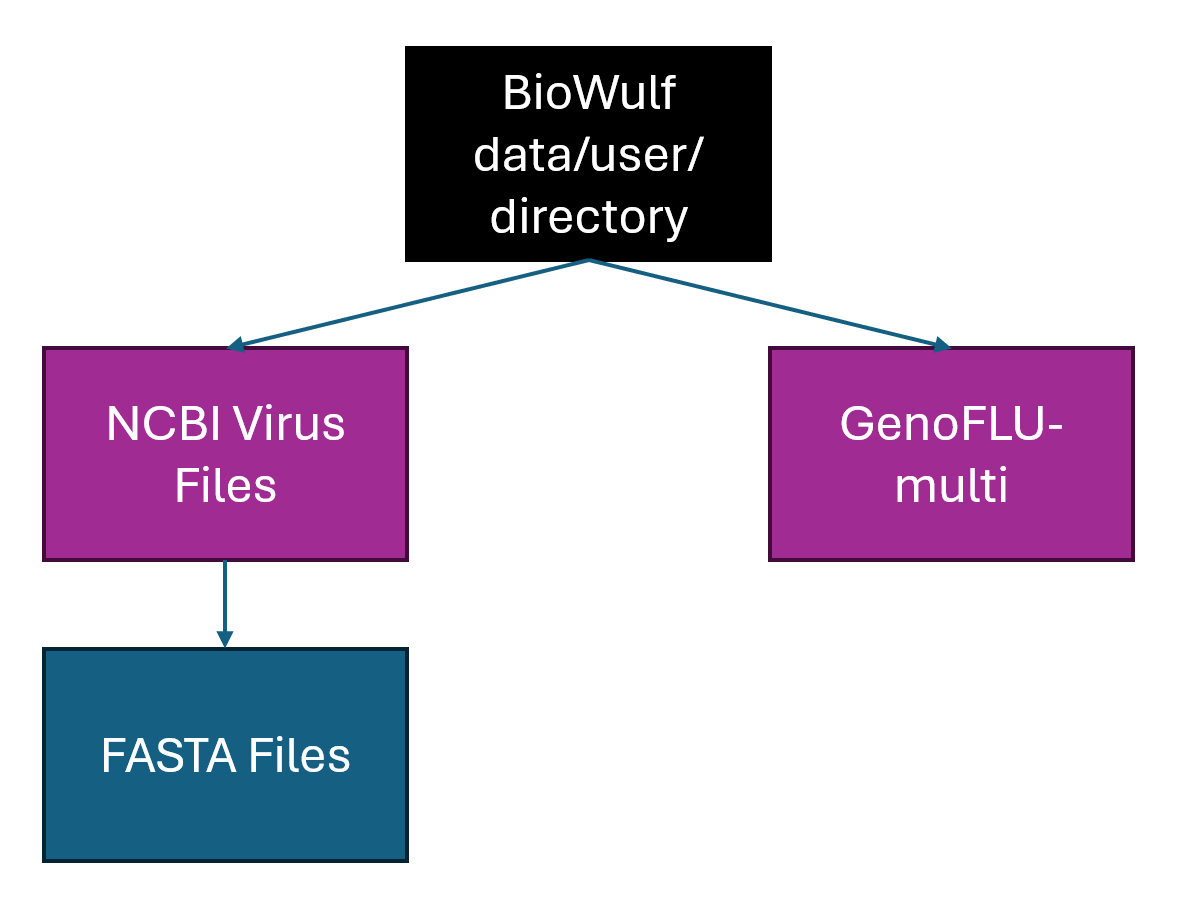 BioWulf
data/user/
directory
NCBI Virus
Files
GenoFLU-
multi
FASTA Files